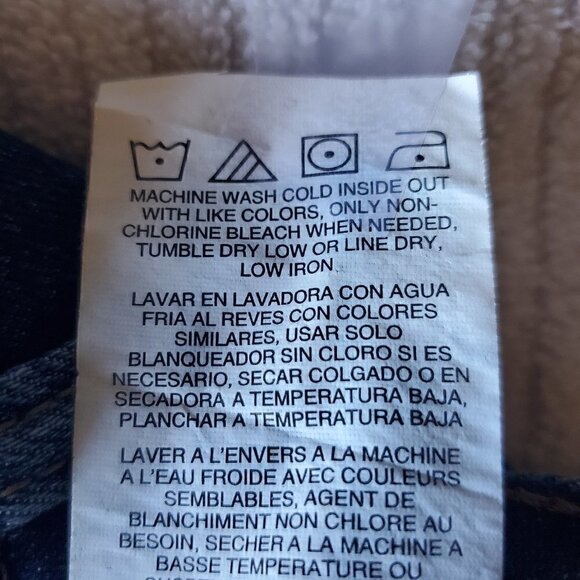 MACHINE WASH COLD INSIDE OUT
WITH LIKE COLORS, ONLY NON-
CHLORINE BLEACH WHEN NEEDED,
TUMBLE DRY LOW OR LINE DRY,
LOW IRON
LAVAR EN LAVADORA CON AGUA
FRIA AL REVES CON COLORES
SIMILARES, USAR SOLO
BLANQUEADOR SIN CLORO SI ES
NECESARIO, SECAR COLGADO O EN
SECADORA A TEMPERATURA BAJA,
PLANCHAR A TEMPERATURA BAJA
LAVER A L'ENVERS A LA MACHINE
A L'EAU FROIDE AVEC COULEURS
SEMBLABLES, AGENT DE
BLANCHIMENT NON CHLORE AU
BESOIN, SECHER A LA MACHINE A
BASSE TEMPERATURE OU